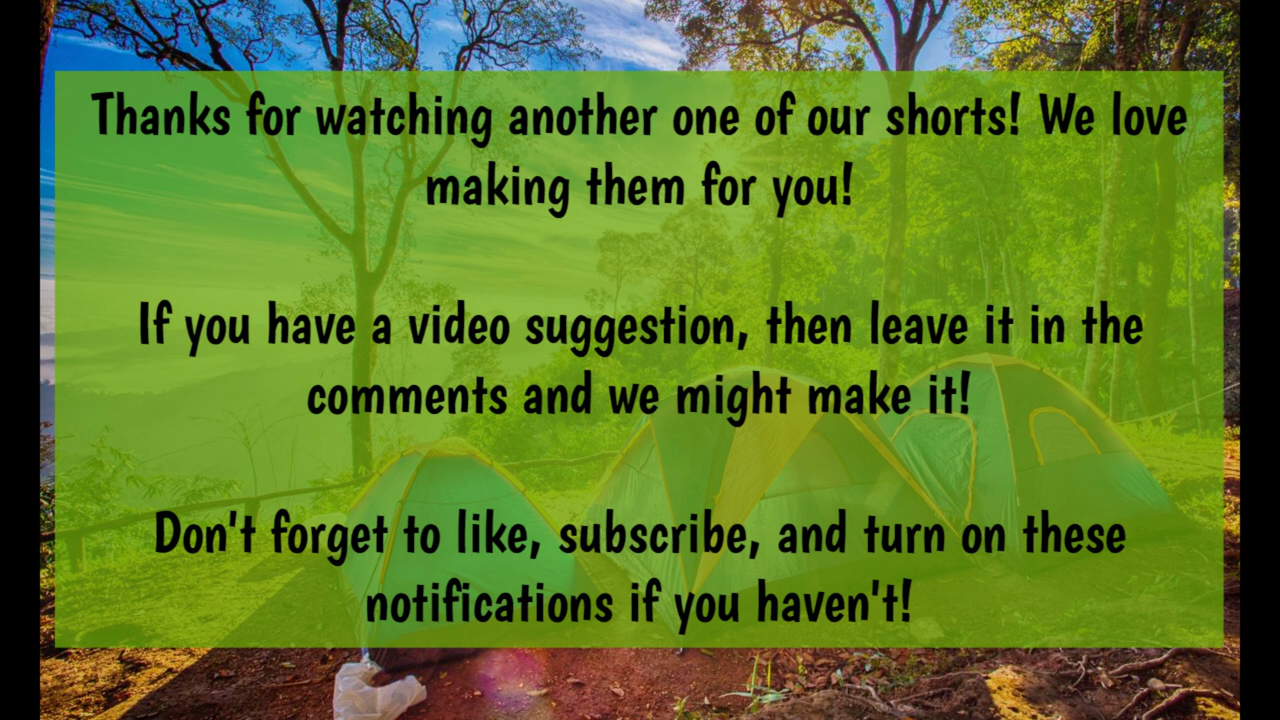 Thanks for watching another one of our shorts! We love
making them for you!
If you have a video suggestion, then leave it in the
comments and we might make it!
Don't forget to like, subscribe, and turn on these
notifications if you haven't!